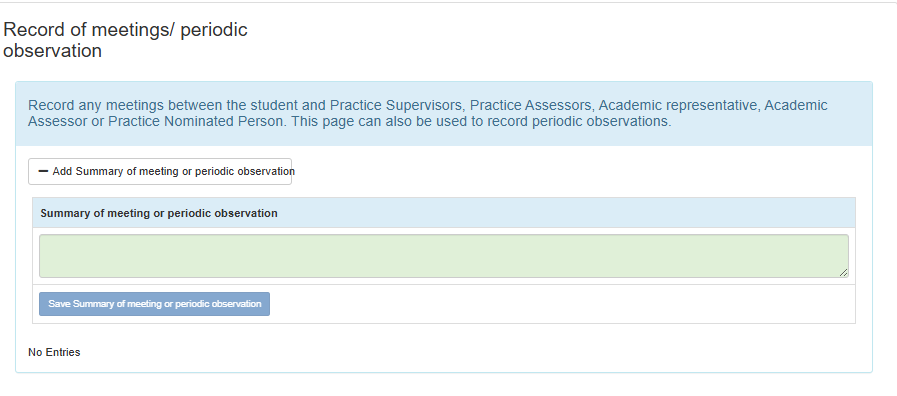 Record of meetings/ periodic
observation
Record any meetings between the student and Practice Supervisors, Practice Assessors, Academic representative, Academic
Assessor or Practice Nominated Person. This page can also be used to record periodic observations.
Add Summary of meeting or periodic observation
Summary of meeting or periodic observation
Save Summary of meeting or periodic observation
No Entries